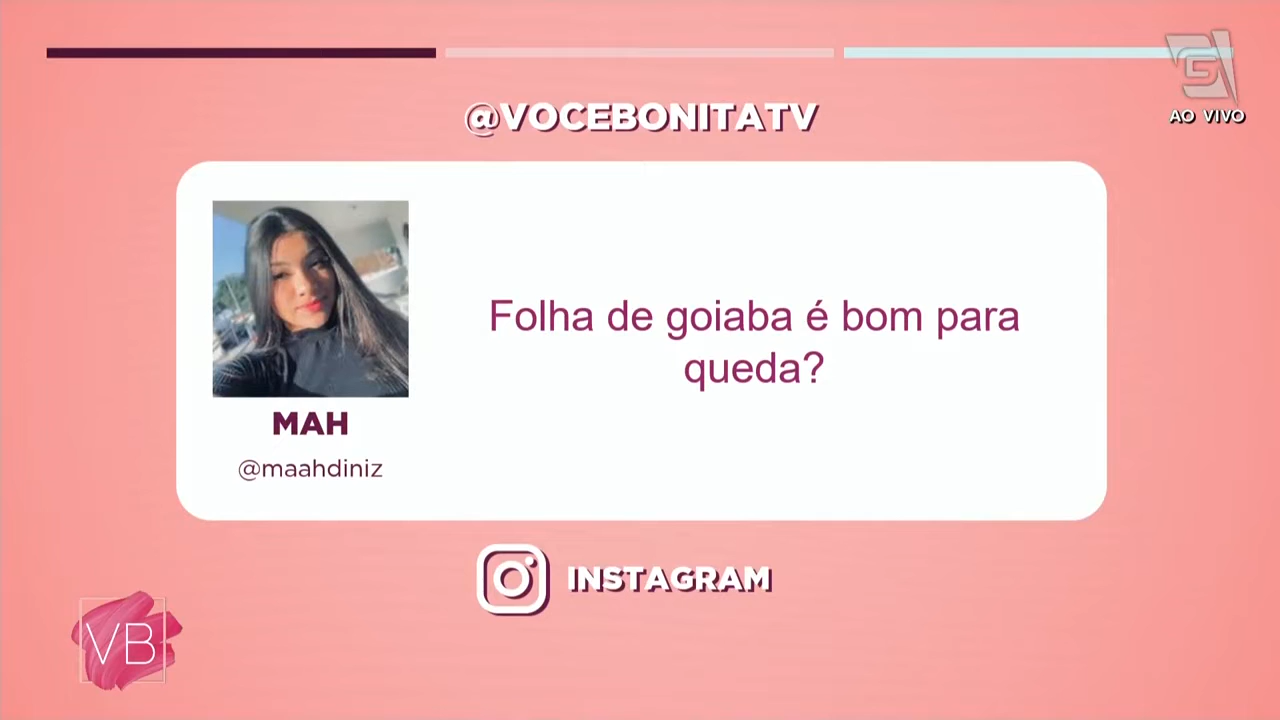 AO VIVO
@VOCEBONITATV
Folha de goiaba é bom para
queda?
MAH
@maahdiniz
INSTAGRAM
VB